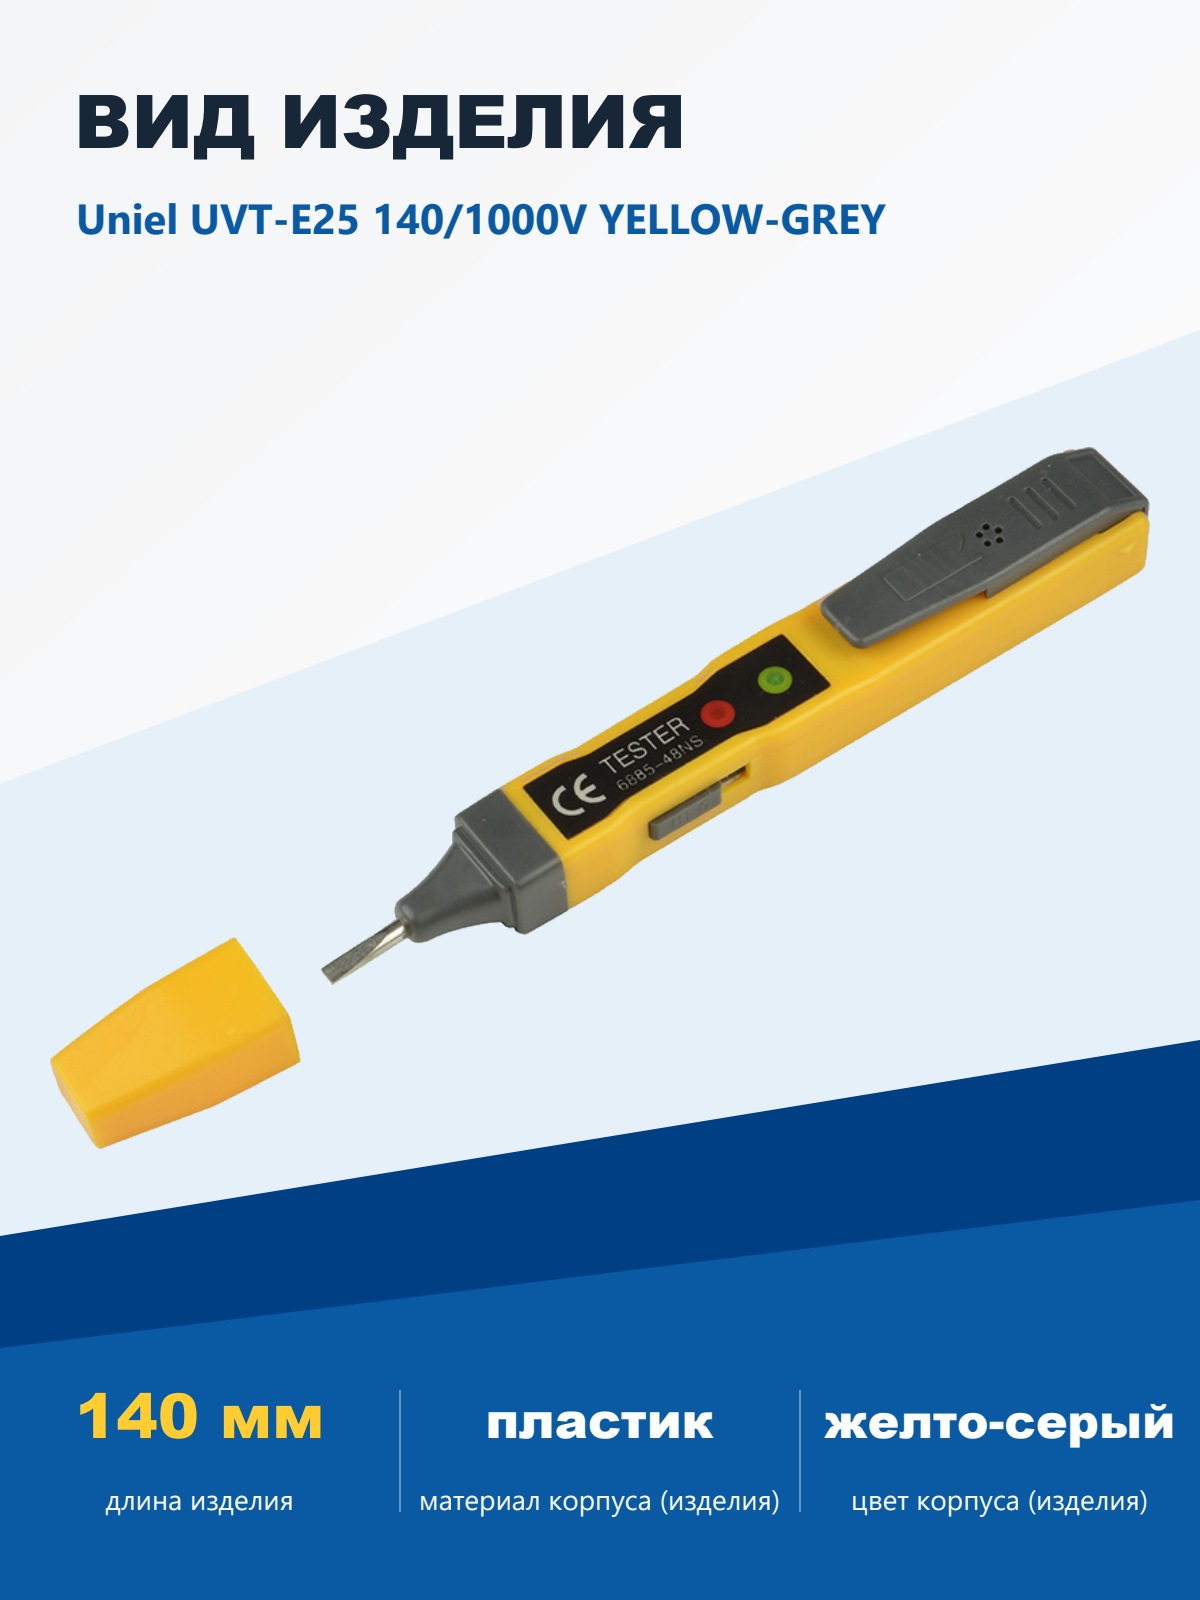 ВИД ИЗДЕЛИЯ
Uniel UVT-E25 140/1000V YELLOW-GREY
CE TESTER
6885-48NS
140 мм
длина изделия
пластик
материал корпуса (изделия)
желто-серый
цвет корпуса (изделия)